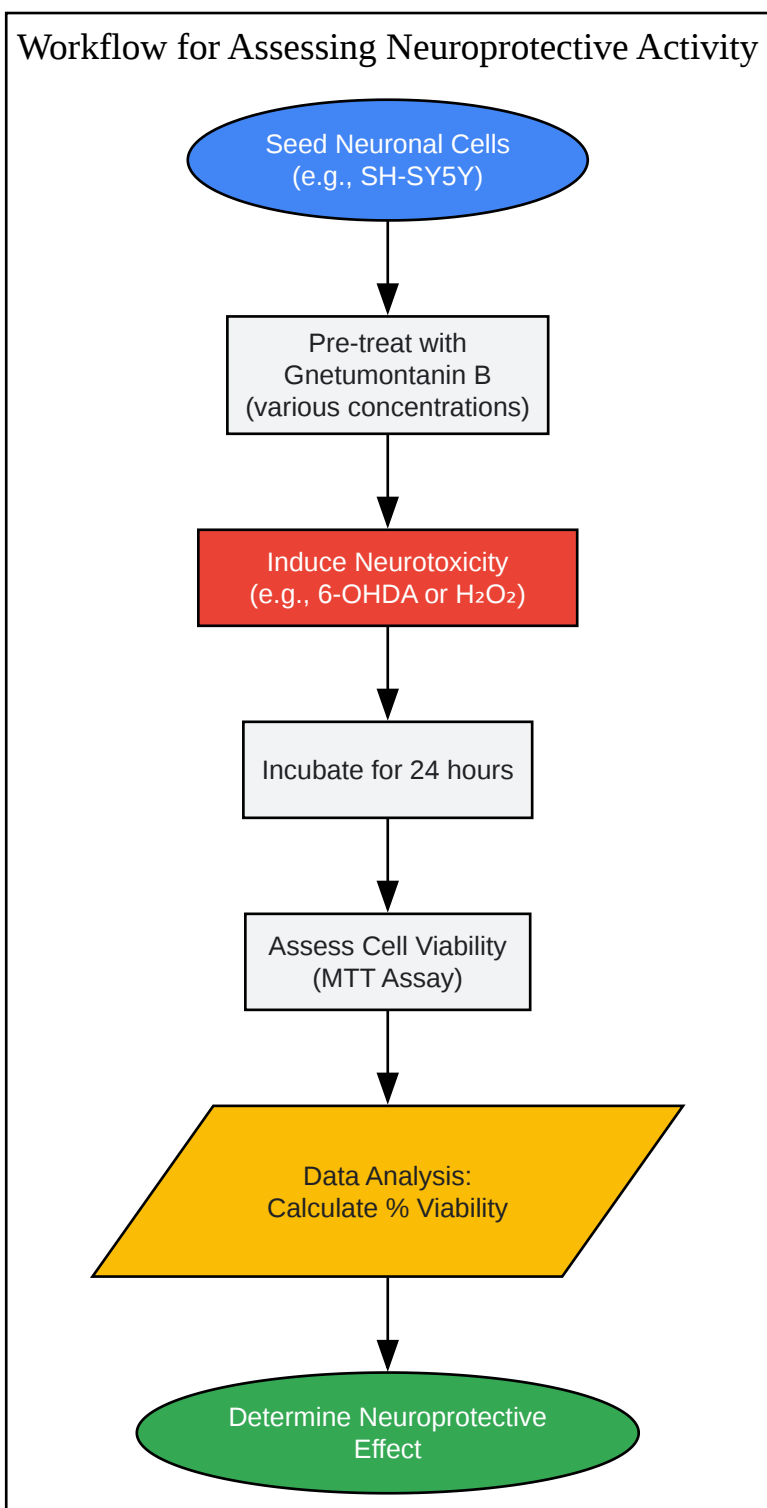 Workflow for Assessing Neuroprotective Activity
Seed Neuronal Cells
(e.g., SH-SY5Y)
Pre-treat with
Gnetumontanin B
(various concentrations)
Induce Neurotoxicity
(e.g., 6-OHDA or H₂O₂)
Incubate for 24 hours
Assess Cell Viability
(MTT Assay)
Data Analysis:
Calculate % Viability
Determine Neuroprotective
Effect